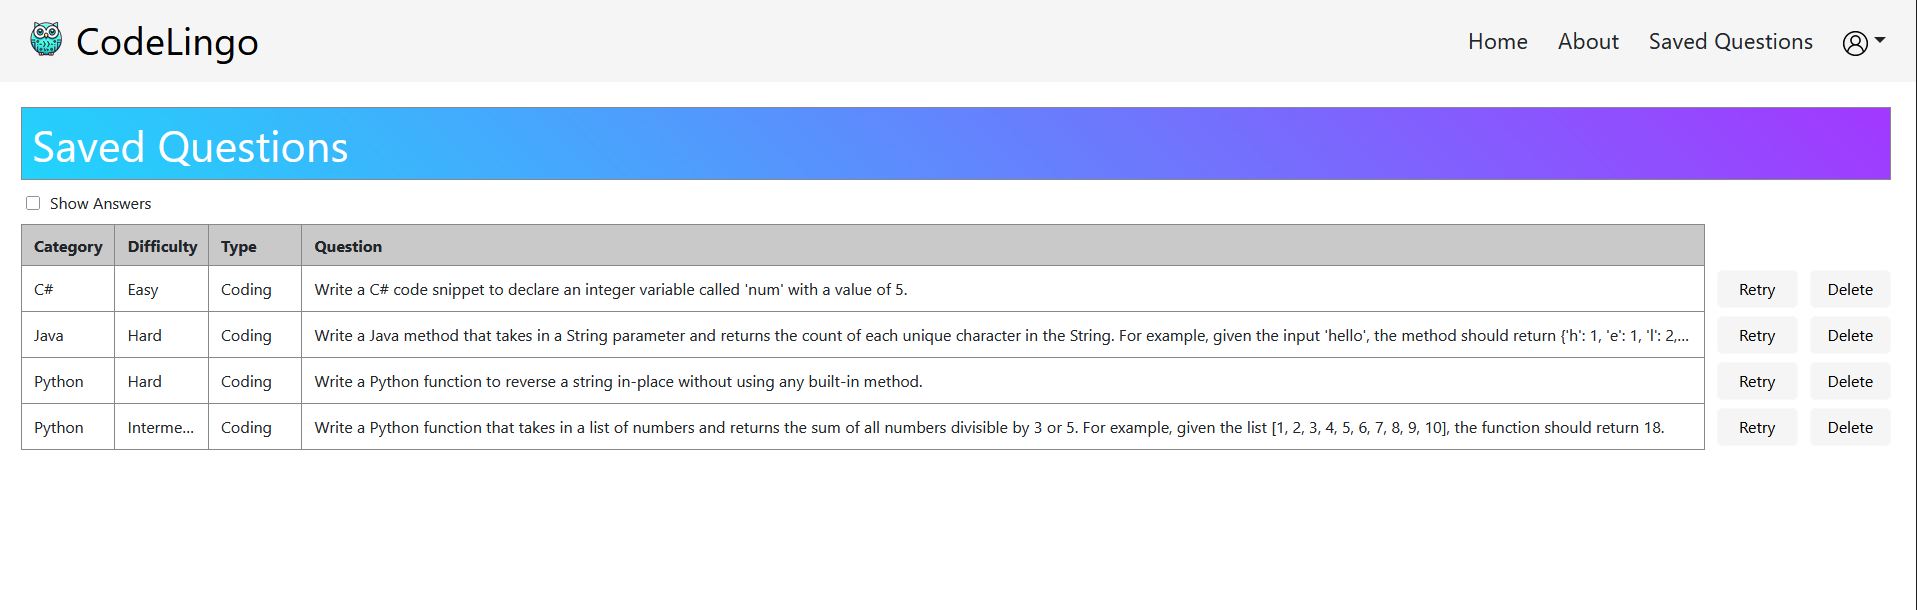 CodeLingo
Home About Saved Questions
Saved Questions
Show Answers
Category Difficulty Type Question
C# Easy Coding Write a C# code snippet to declare an integer variable called 'num' with a value of 5. Retry Delete
Java Hard Coding Write a Java method that takes in a String parameter and returns the count of each unique character in the String. For example, given the input 'hello', the method should return {'h': 1, 'e': 1, 'l': 2,... Retry Delete
Python Hard Coding Write a Python function to reverse a string in-place without using any built-in method. Retry Delete
Python Interme... Coding Write a Python function that takes in a list of numbers and returns the sum of all numbers divisible by 3 or 5. For example, given the list [1, 2, 3, 4, 5, 6, 7, 8, 9, 10], the function should return 18. Retry Delete